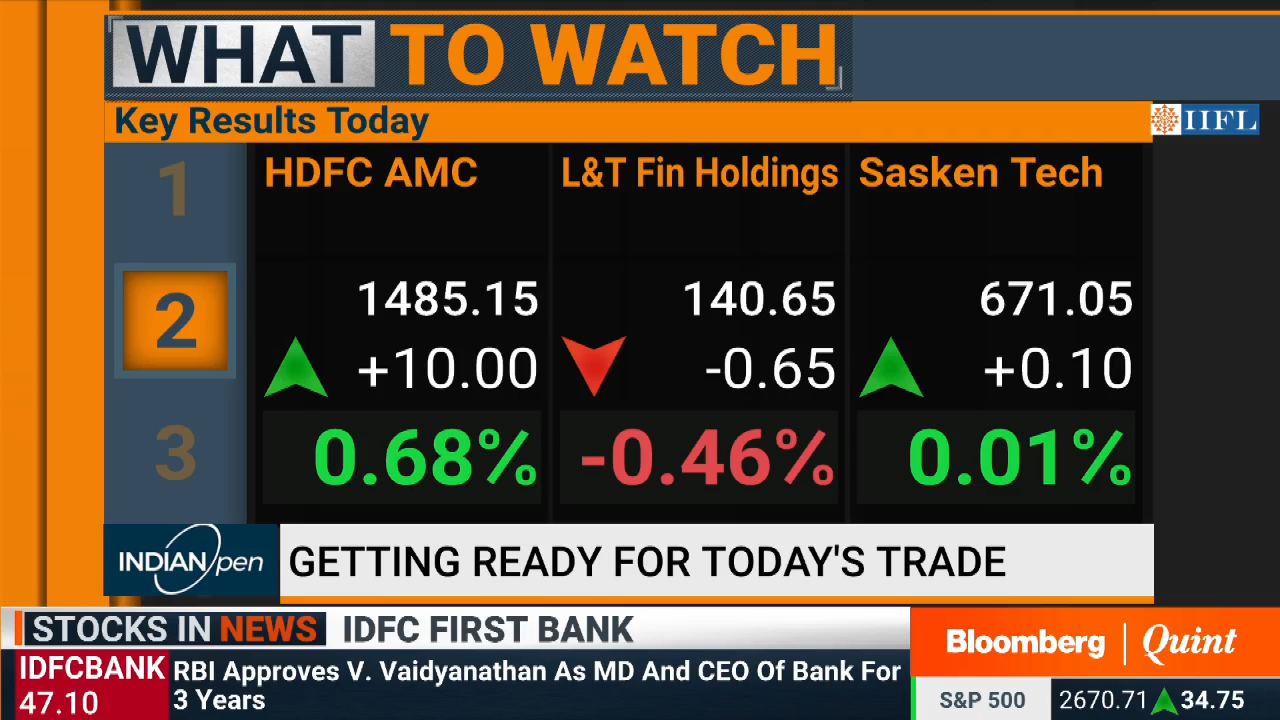 WHAT TO WATCH
Key Results Today
IIFL
1
HDFC AMC
L&T Fin Holdings
Sasken Tech
2
1485.15
140.65
671.05
+10.00
-0.65
+0.10
3
0.68%
-0.46%
0.01%
INDIAN Open
GETTING READY FOR TODAY'S TRADE
STOCKS IN NEWS IDFC FIRST BANK
IDFCBANK
47.10
RBI Approves V. Vaidyanathan As MD And CEO Of Bank For
3 Years
Bloomberg | Quint
S&P 500 2670.71 34.75